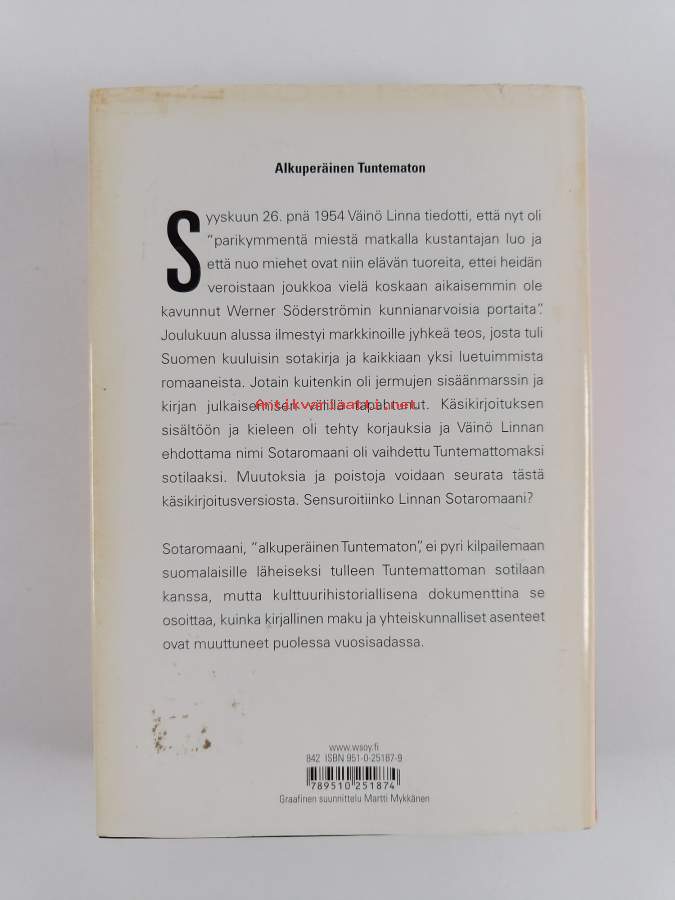 Alkuperäinen Tuntematon
Syyskuun 26. pnä 1954 Väinö Linna tiedotti, että nyt oli
"parikymmentä miestä matkalla kustantajan luo ja
että nuo miehet ovat niin elävän tuoreita, ettei heidän
veroistaan joukkoa vielä koskaan aikaisemmin ole
kavunnut Werner Söderströmin kunnianarvoisia portaita".
Joulukuun alussa ilmestyi markkinoille jyhkeä teos, josta tuli
Suomen kuuluisin sotakirja ja kaikkiaan yksi luetuimmista
romaaneista. Jotain kuitenkin oli jermujen sisäänmarssin ja
kirjan julkaisemisen välillä tapahtunut. Käsikirjoituksen
Antikvariaatti.net
sisältöön ja kieleen oli tehty korjauksia ja Väinö Linnan
ehdottama nimi Sotaromaani oli vaihdettu Tuntemattomaksi
sotilaaksi. Muutoksia ja poistoja voidaan seurata tästä
käsikirjoitusversiosta. Sensuroitiinko Linnan Sotaromaani?
Sotaromaani, "alkuperäinen Tuntematon", ei pyri kilpailemaan
suomalaisille läheiseksi tulleen Tuntemattoman sotilaan
kanssa, mutta kulttuurihistoriallisena dokumenttina se
osoittaa, kuinka kirjallinen maku ja yhteiskunnalliset asenteet
ovat muuttuneet puolessa vuosisadassa.
www.wsoy.fi
842 ISBN 951-0-25187-9
789510 251874
Graafinen suunnittelu Martti Mykkänen